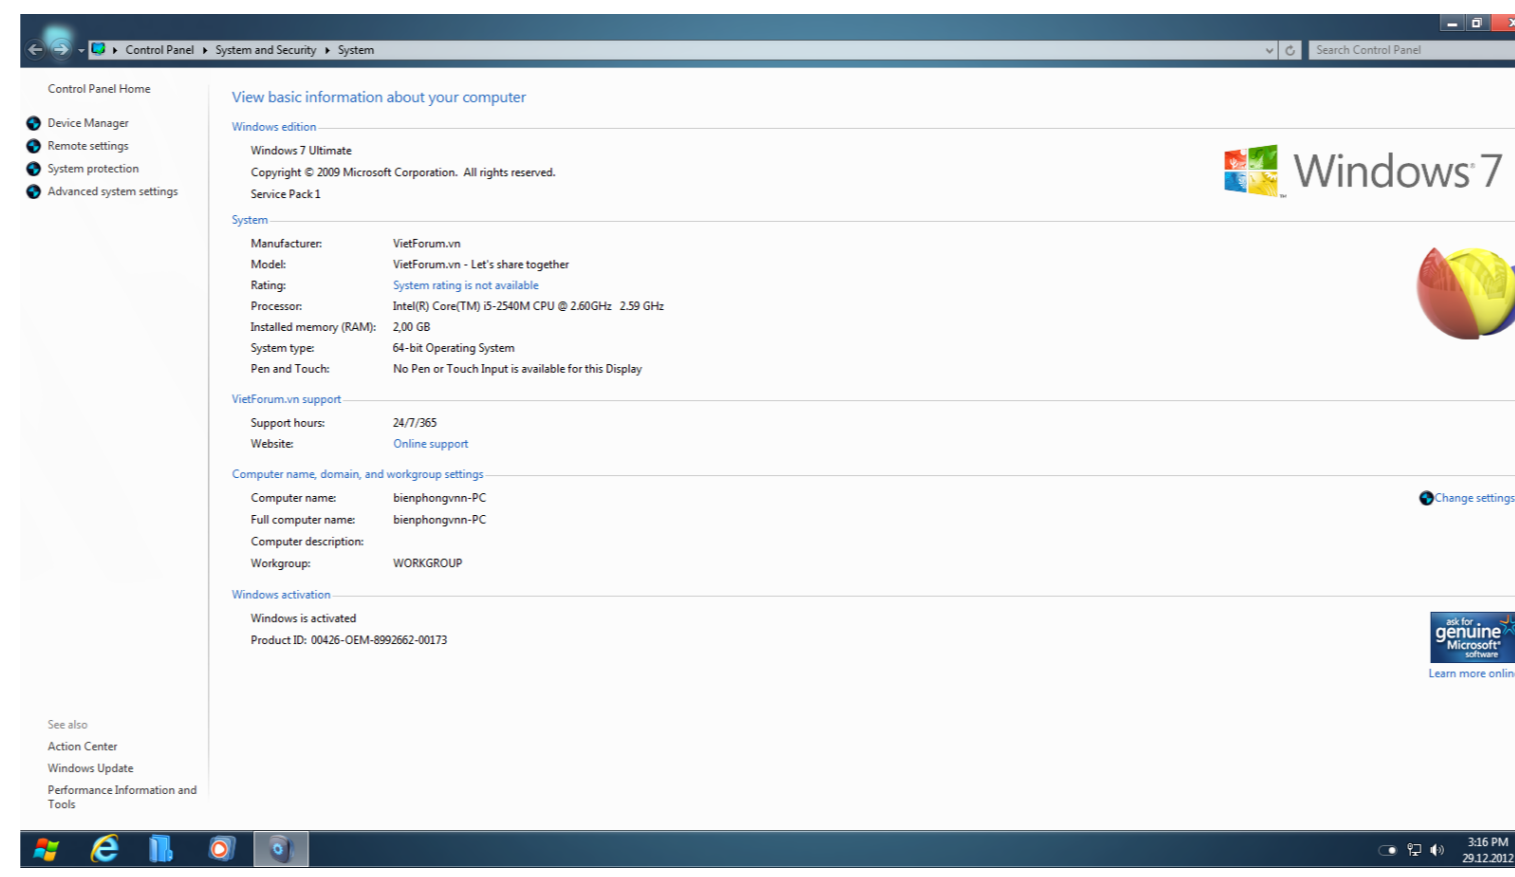 Control Panel ▸ System and Security ▸ System
Search Control Panel
Control Panel Home
Device Manager
Remote settings
System protection
Advanced system settings
View basic information about your computer
Windows edition
Windows 7 Ultimate
Copyright © 2009 Microsoft Corporation. All rights reserved.
Service Pack 1
Windows 7
System
Manufacturer: VietForum.vn
Model: VietForum.vn - Let's share together
Rating: System rating is not available
Processor: Intel(R) Core(TM) i5-2540M CPU @ 2.60GHz 2.59 GHz
Installed memory (RAM): 2,00 GB
System type: 64-bit Operating System
Pen and Touch: No Pen or Touch Input is available for this Display
VietForum.vn support
Support hours: 24/7/365
Website: Online support
Computer name, domain, and workgroup settings
Computer name: bienphongvnn-PC
Change settings
Full computer name: bienphongvnn-PC
Computer description:
Workgroup: WORKGROUP
Windows activation
Windows is activated
Product ID: 00426-OEM-8992662-00173
ask for
genuine
Microsoft®
software
Learn more onlin
See also
Action Center
Windows Update
Performance Information and
Tools
3:16 PM
29.12.2012